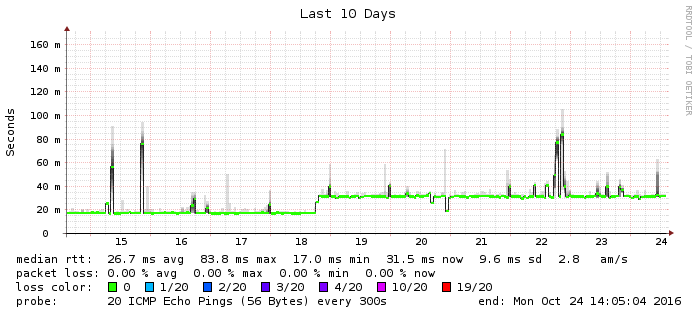 Last 10 Days
RRDTOOL / TOBI OETIKER
Seconds
160 m
140 m
120 m
100 m
80 m
60 m
40 m
20 m
0
15 16 17 18 19 20 21 22 23 24
median rtt: 26.7 ms avg 83.8 ms max 17.0 ms min 31.5 ms now 9.6 ms sd 2.8 am/s
packet loss: 0.00 % avg 0.00 % max 0.00 % min 0.00 % now
loss color: 0 1/20 2/20 3/20 4/20 10/20 19/20
probe: 20 ICMP Echo Pings (56 Bytes) every 300s end: Mon Oct 24 14:05:04 2016